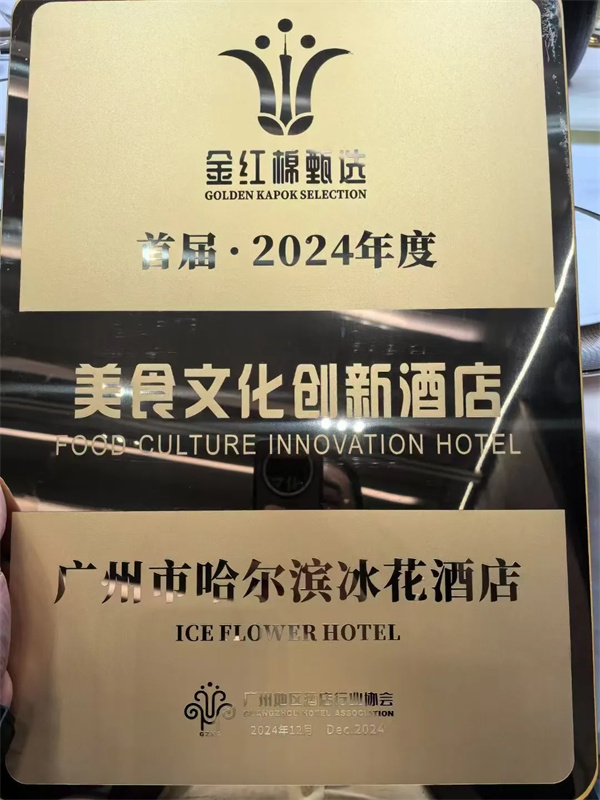 金红棉甄选
GOLDEN KAPOK SELECTION
首届·2024年度
美食文化创新酒店
FOOD CULTURE INNOVATION HOTEL
广州市哈尔滨冰花酒店
ICE FLOWER HOTEL
广州地区酒店行业协会
GUANGZHOU HOTEL ASSOCIATION
2024年12月 Dec.2024